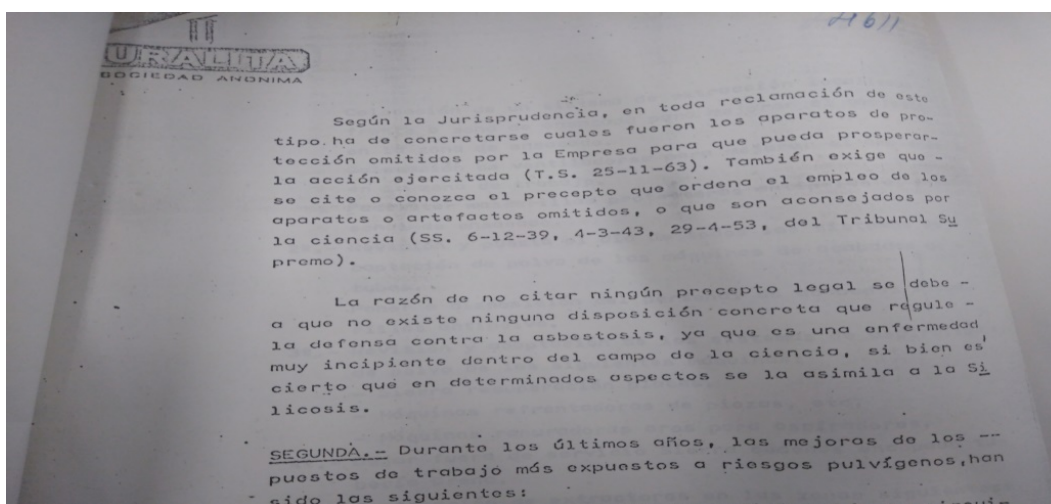 4611
URALITA
SOCIEDAD ANONIMA
Según la Jurisprudencia, en toda reclamación de este
tipo ha de concretarse cuales fueron los aparatos de pro-
tección omitidos por la Empresa para que pueda prosperar-
la acción ejercitada (T.S. 25-11-63). También exige que -
se cite o conozca el precepto que ordena el empleo de los
aparatos o artefactos omitidos, o que son aconsejados por
la ciencia (SS. 6-12-39, 4-3-43, 29-4-53, del Tribunal Su
premo).
La razón de no citar ningún precepto legal se debe -
a que no existe ninguna disposición concreta que regule -
la defensa contra la asbestosis, ya que es una enfermedad
muy incipiente dentro del campo de la ciencia, si bien es
cierto que en determinados aspectos se la asimila a la Si
licosis.
SEGUNDA.- Durante los últimos años, las mejoras de los --
puestos de trabajo más expuestos a riesgos pulvígenos,han
sido las siguientes: